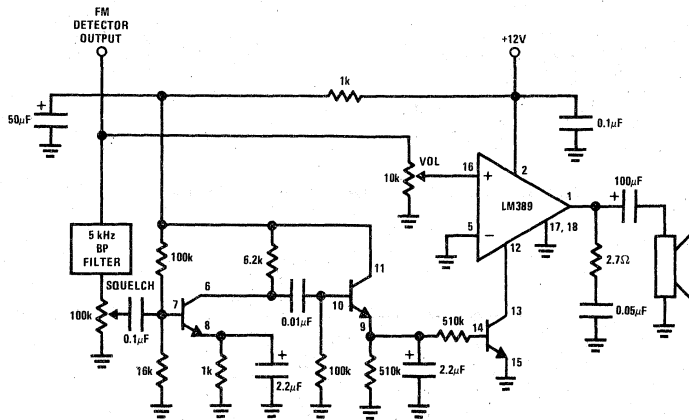 FM
DETECTOR
OUTPUT
+12V
1k
+
50µF
0.1µF
VOL
10k
16
+
2
LM389
1
+
100µF
5
−
17, 18
12
5 kHz
BP
FILTER
100k
6.2k
11
2.7Ω
SQUELCH
6
13
100k
7
10
0.01µF
9
510k
14
0.05µF
0.1µF
8
+
+
15
16k
1k
2.2µF
100k
510k
2.2µF